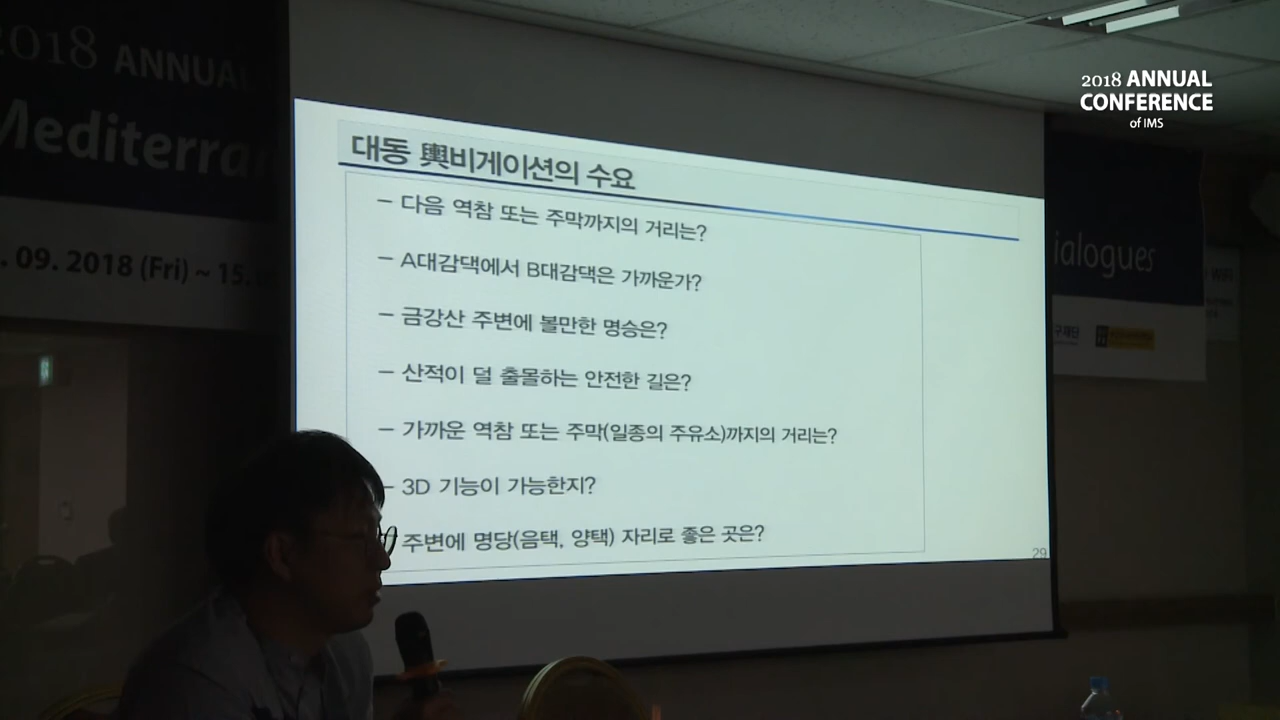 2018 ANNUAL
CONFERENCE
of IMS
2018 ANNUAL
Mediterra
. 09. 2018 (Fri) ~ 15.
ialogues
구재단
대동 輿비게이션의 수요
– 다음 역참 또는 주막까지의 거리는?
– A대감댁에서 B대감댁은 가까운가?
– 금강산 주변에 볼만한 명승은?
– 산적이 덜 출몰하는 안전한 길은?
– 가까운 역참 또는 주막(일종의 주유소)까지의 거리는?
– 3D 기능이 가능한지?
주변에 명당(음택, 양택) 자리로 좋은 곳은?
29